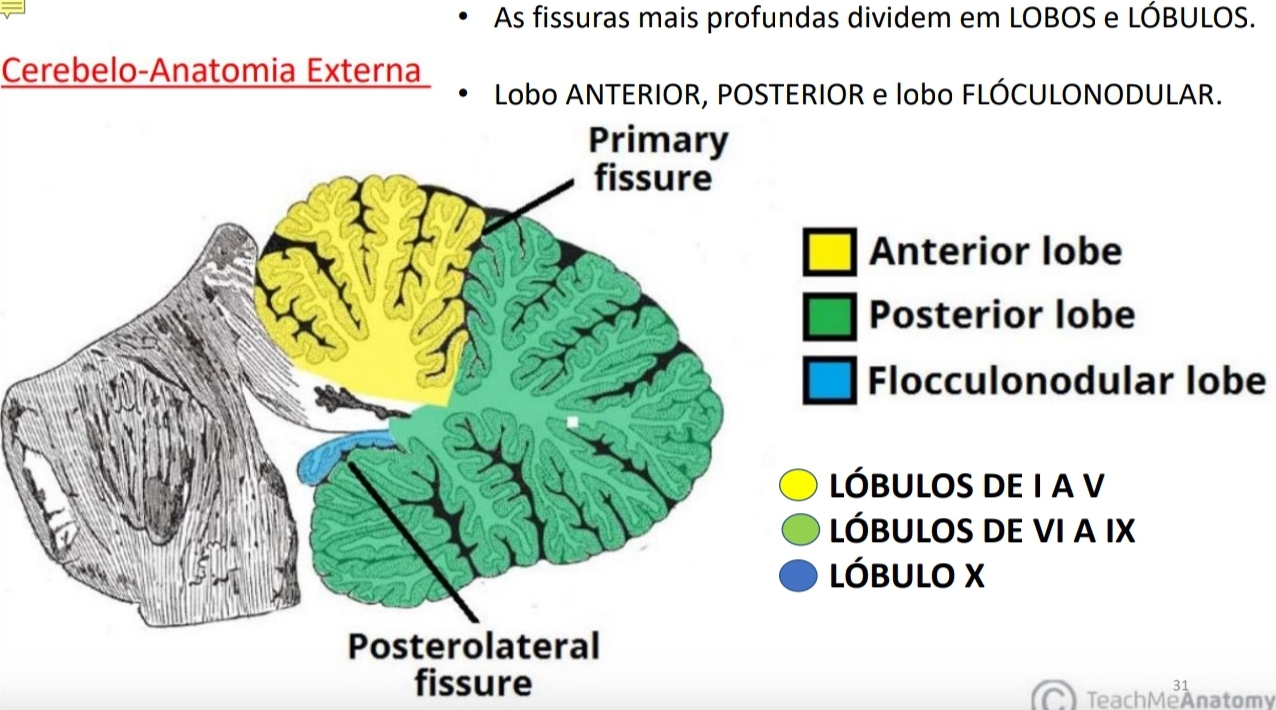 • As fissuras mais profundas dividem em LOBOS e LÓBULOS.
Cerebelo-Anatomia Externa
• Lobo ANTERIOR, POSTERIOR e lobo FLÓCULONODULAR.
Primary
fissure
Anterior lobe
Posterior lobe
Flocculonodular lobe
LÓBULOS DE I A V
LÓBULOS DE VI A IX
LÓBULO X
Posterolateral
fissure
31
© TeachMeAnatomy